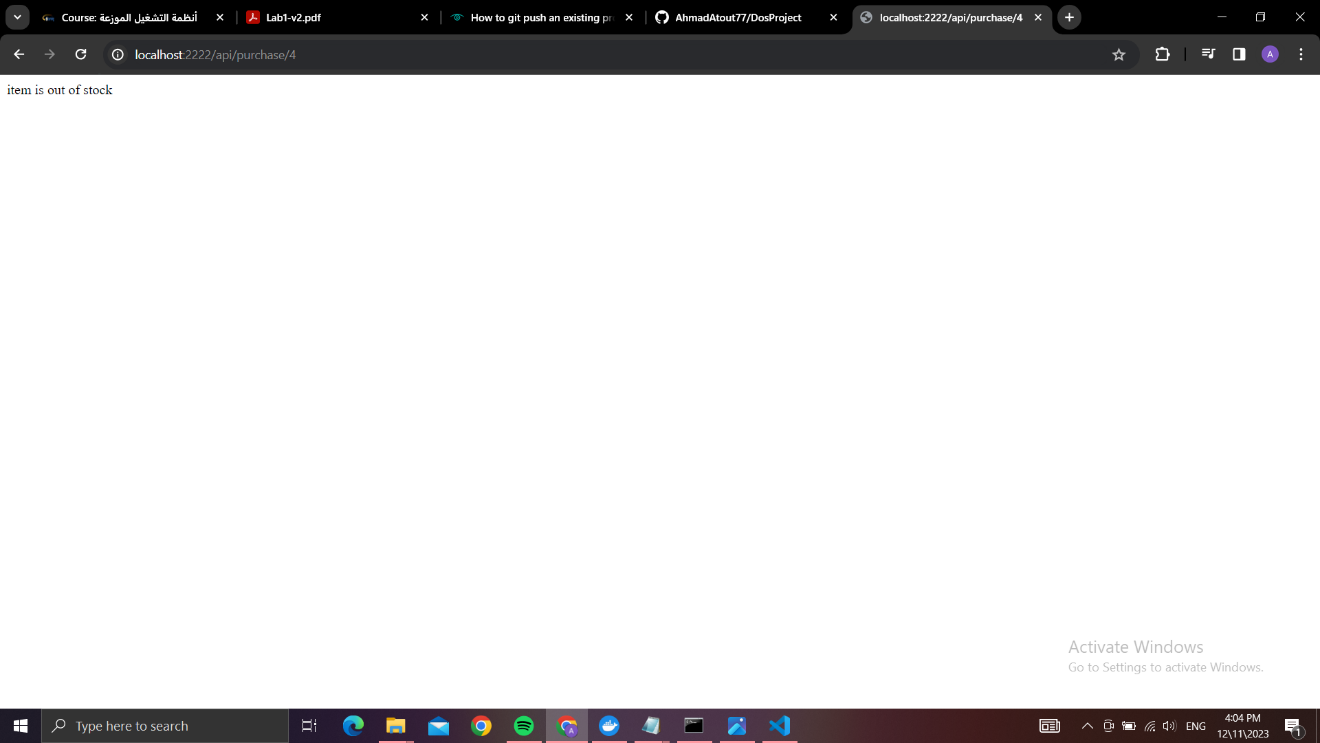 Course: أنظمة التشغيل الموزعة
Lab1-v2.pdf
How to git push an existing pr
AhmadAtout77/DosProject
localhost:2222/api/purchase/4
localhost:2222/api/purchase/4
A
item is out of stock
Activate Windows
Go to Settings to activate Windows.
Type here to search
A
ENG
4:04 PM
12\11\2023
1